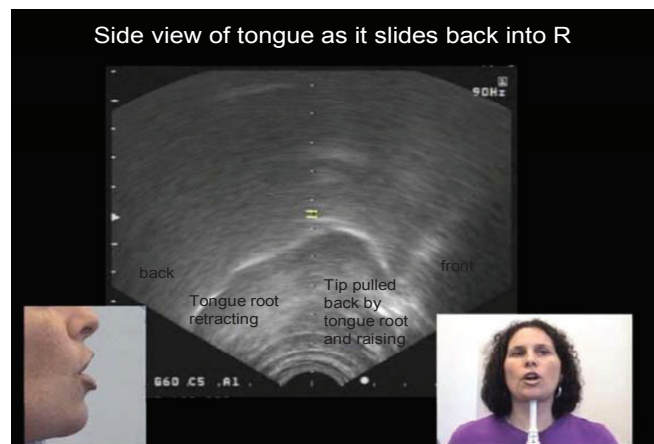 Side view of tongue as it slides back into R
90Hz
back
front
Tongue root
retracting
Tip pulled
back by
tongue root
and raising
G60 .C5 .A1